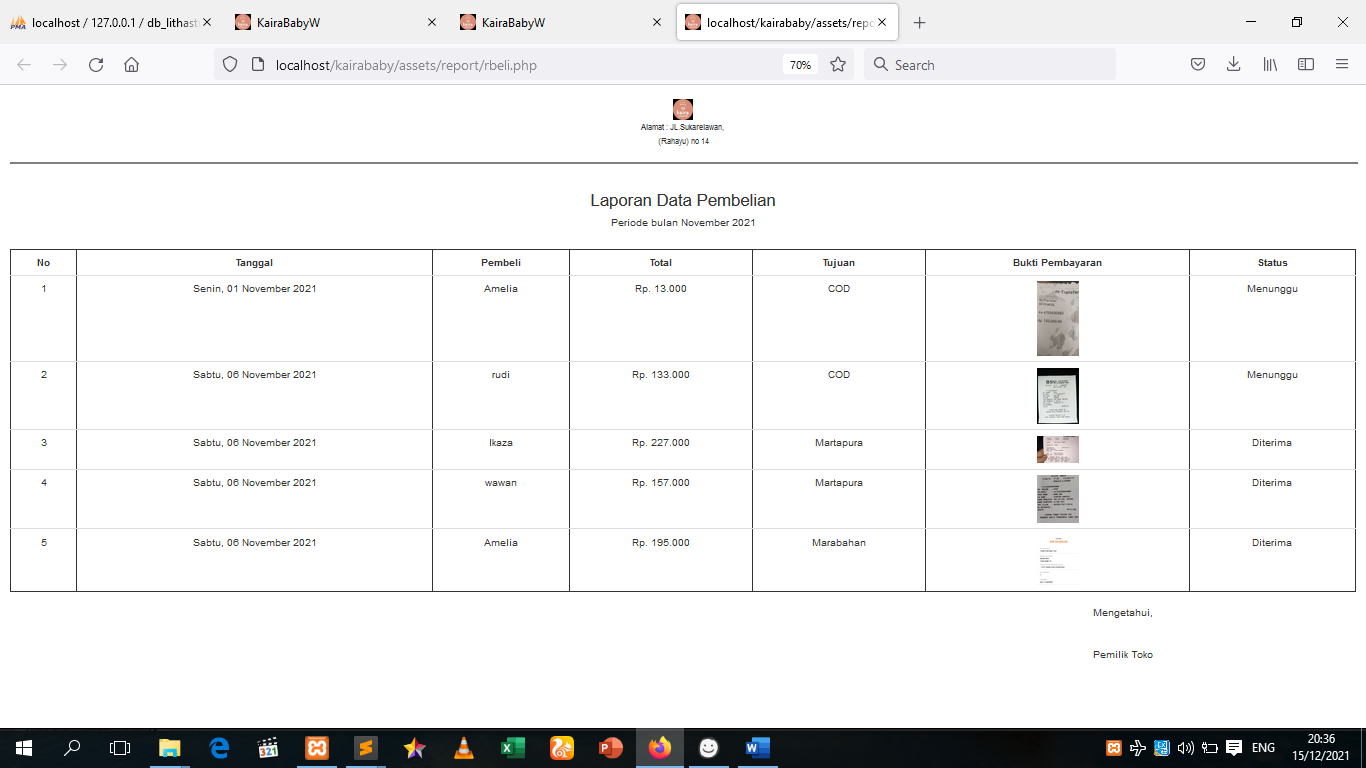 localhost / 127.0.0.1 / db_lithast
KairaBabyW
KairaBabyW
localhost/kairababy/assets/repo
localhost/kairababy/assets/report/rbeli.php
70%
Search
Alamat : JL.Sukarelawan,
(Rahayu) no 14
Laporan Data Pembelian
Periode bulan November 2021
No Tanggal Pembeli Total Tujuan Bukti Pembayaran Status
1 Senin, 01 November 2021 Amelia Rp. 13.000 COD Menunggu
2 Sabtu, 06 November 2021 rudi Rp. 133.000 COD Menunggu
3 Sabtu, 06 November 2021 Ikaza Rp. 227.000 Martapura Diterima
4 Sabtu, 06 November 2021 wawan Rp. 157.000 Martapura Diterima
5 Sabtu, 06 November 2021 Amelia Rp. 195.000 Marabahan Diterima
Mengetahui,
Pemilik Toko
ENG
20:36
15/12/2021